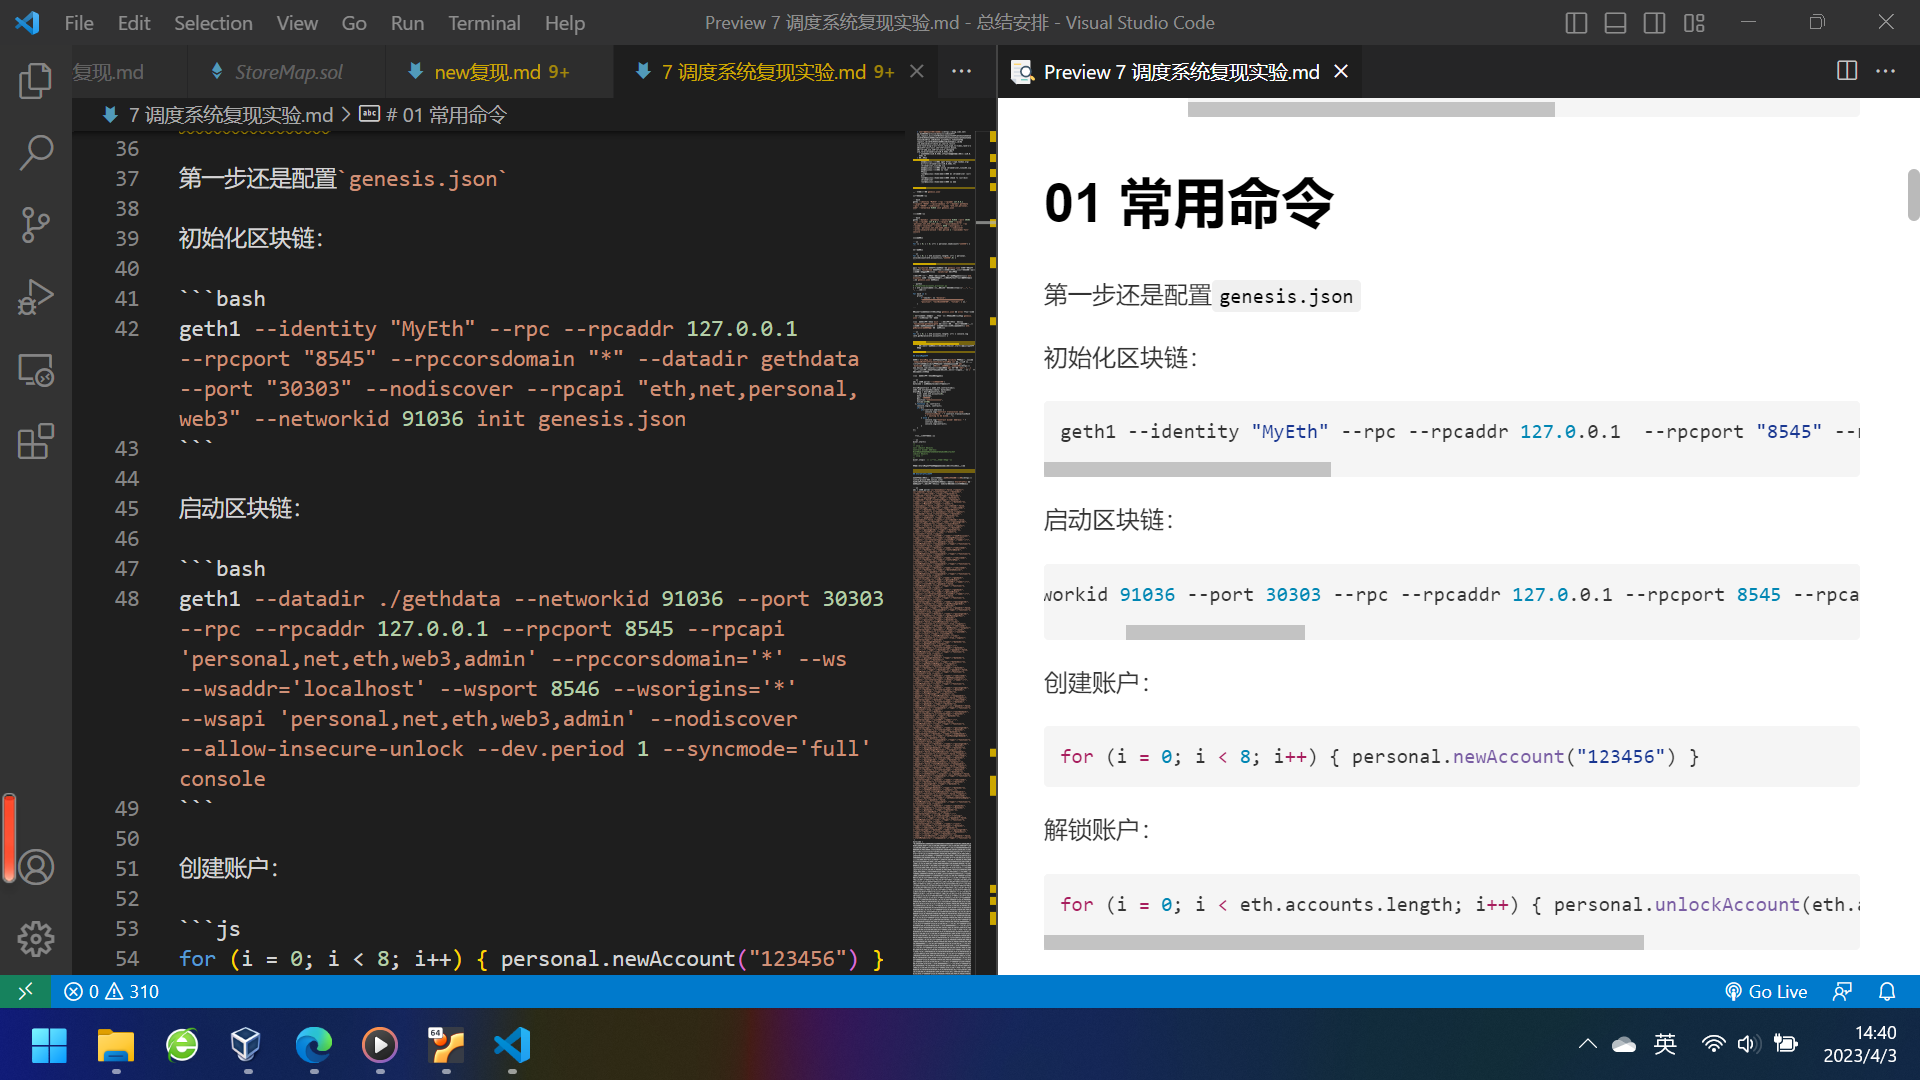 File Edit Selection View Go Run Terminal Help
Preview 7 调度系统复现实验.md - 总结安排 - Visual Studio Code
复现.md
StoreMap.sol
new复现.md 9+
7 调度系统复现实验.md 9+
Preview 7 调度系统复现实验.md
7 调度系统复现实验.md > # 01 常用命令
36
37 第一步还是配置`genesis.json`
38
39 初始化区块链：
40
41 ```bash
42 geth1 --identity "MyEth" --rpc --rpcaddr 127.0.0.1
--rpcport "8545" --rpccorsdomain "*" --datadir gethdata
--port "30303" --nodiscover --rpcapi "eth,net,personal,
web3" --networkid 91036 init genesis.json
43 ```
44
45 启动区块链：
46
47 ```bash
48 geth1 --datadir ./gethdata --networkid 91036 --port 30303
--rpc --rpcaddr 127.0.0.1 --rpcport 8545 --rpcapi
'personal,net,eth,web3,admin' --rpccorsdomain='*' --ws
--wsaddr='localhost' --wsport 8546 --wsorigins='*'
--wsapi 'personal,net,eth,web3,admin' --nodiscover
--allow-insecure-unlock --dev.period 1 --syncmode='full'
console
49 ```
50
51 创建账户：
52
53 ```js
54 for (i = 0; i < 8; i++) { personal.newAccount("123456") }
01 常用命令
第一步还是配置 genesis.json
初始化区块链：
geth1 --identity "MyEth" --rpc --rpcaddr 127.0.0.1  --rpcport "8545" --
启动区块链：
workid 91036 --port 30303 --rpc --rpcaddr 127.0.0.1 --rpcport 8545 --rpca
创建账户：
for (i = 0; i < 8; i++) { personal.newAccount("123456") }
解锁账户：
for (i = 0; i < eth.accounts.length; i++) { personal.unlockAccount(eth.
0 310
Go Live
64
英
14:40
2023/4/3